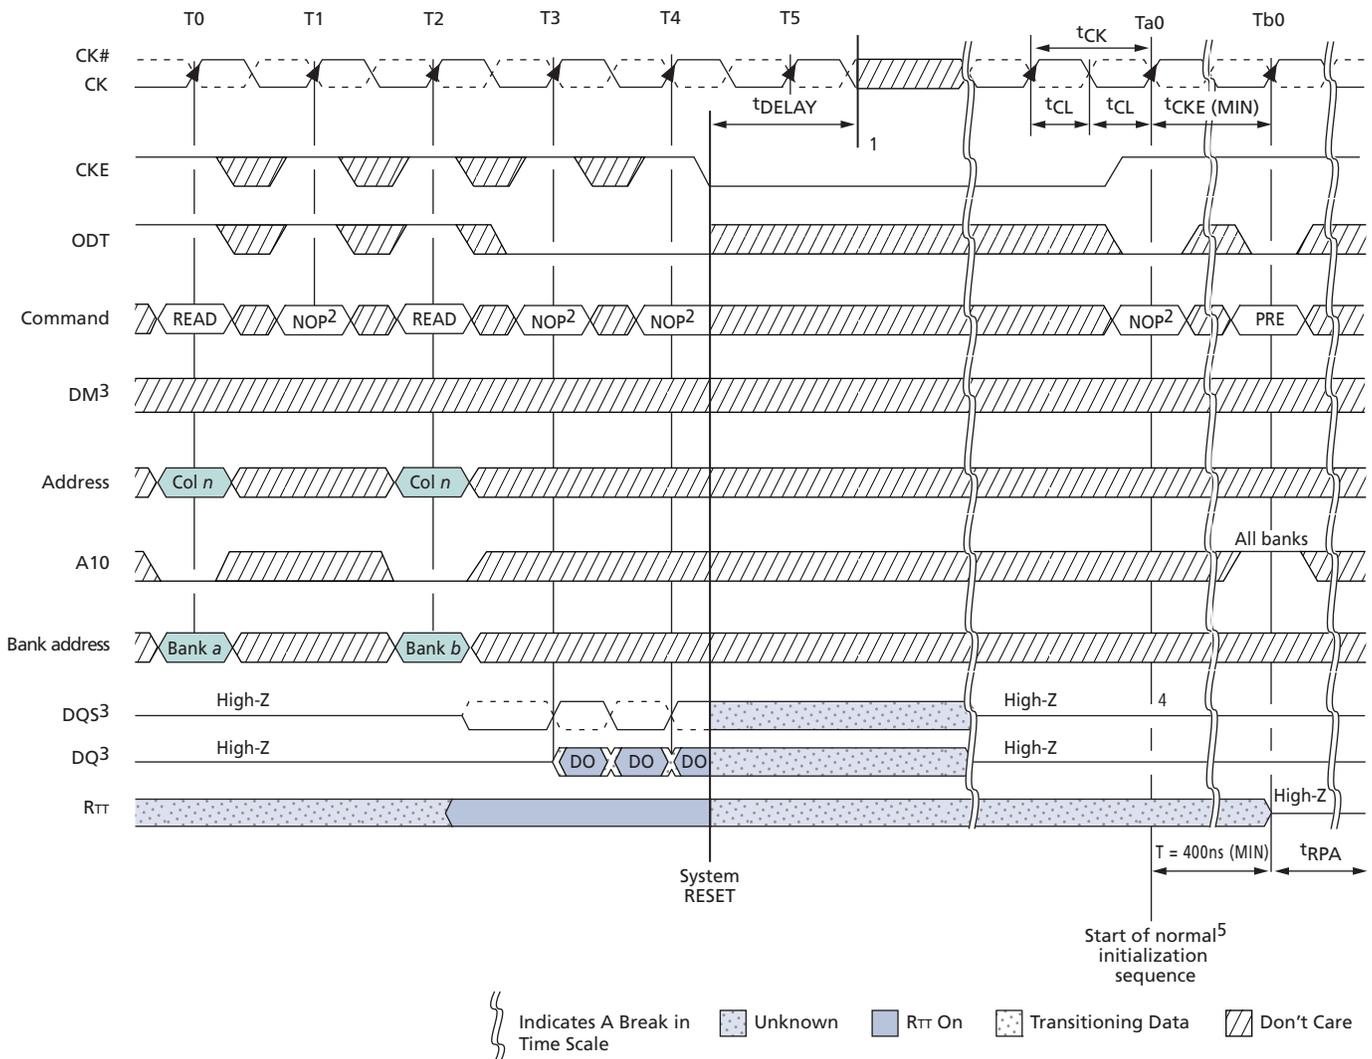 T0 T1 T2 T3 T4 T5 Ta0 Tb0
CK#
CK
tCK
tDELAY tCL tCL tCKE (MIN)
1
CKE
ODT
Command READ NOP2 READ NOP2 NOP2 NOP2 PRE
DM3
Address Col n Col n
All banks
A10
Bank address Bank a Bank b
High-Z High-Z 4
DQS3
High-Z High-Z
DQ3 DO DO DO
RTT High-Z
T = 400ns (MIN) tRPA
System
RESET
Start of normal5
initialization
sequence
Indicates A Break in
Time Scale
Unknown
RTT On
Transitioning Data
Don't Care